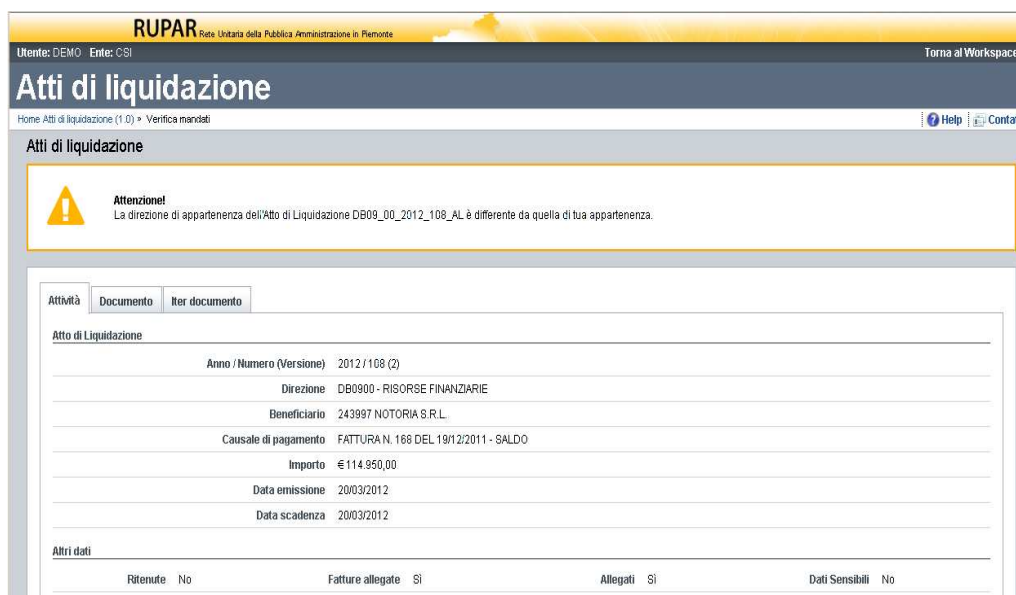 RUPAR Rete Unitaria della Pubblica Amministrazione in Piemonte
Utente: DEMO Ente: CSI Torna al Workspace
Atti di liquidazione
Home Atti di liquidazione (1.0) » Verifica mandati Help Contat
Atti di liquidazione
Attenzione!
La direzione di appartenenza dell'Atto di Liquidazione DB09_00_2012_108_AL è differente da quella di tua appartenenza.
Attività Documento Iter documento
Atto di Liquidazione
Anno / Numero (Versione) 2012 / 108 (2)
Direzione DB0900 - RISORSE FINANZIARIE
Beneficiario 243997 NOTORIA S.R.L.
Causale di pagamento FATTURA N. 168 DEL 19/12/2011 - SALDO
Importo € 114.950,00
Data emissione 20/03/2012
Data scadenza 20/03/2012
Altri dati
Ritenute No Fatture allegate Sì Allegati Sì Dati Sensibili No